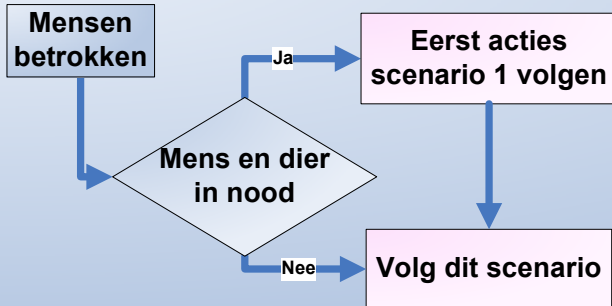 Mensen
betrokken
Ja
Eerst acties
scenario 1 volgen
Mens en dier
in nood
Nee
Volg dit scenario